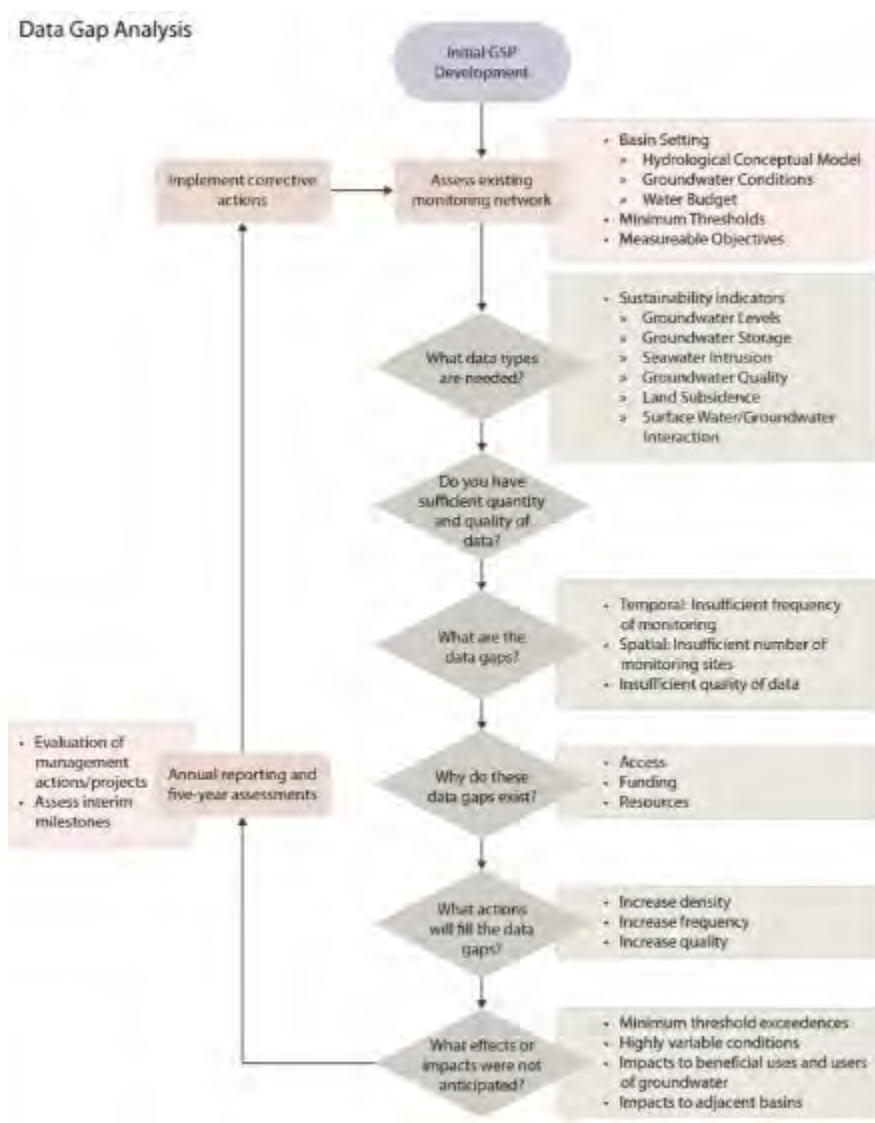 Data Gap Analysis
Initial GSP
Development
Implement corrective
actions
Assess existing
monitoring network
• Basin Setting
» Hydrological Conceptual Model
» Groundwater Conditions
» Water Budget
• Minimum Thresholds
• Measureable Objectives
What data types
are needed?
• Sustainability Indicators
» Groundwater Levels
» Groundwater Storage
» Seawater Intrusion
» Groundwater Quality
» Land Subsidence
» Surface Water/Groundwater
Interaction
Do you have
sufficient quantity
and quality of
data?
What are the
data gaps?
• Temporal: Insufficient frequency
of monitoring
• Spatial: Insufficient number of
monitoring sites
• Insufficient quality of data
Why do these
data gaps exist?
• Access
• Funding
• Resources
What actions
will fill the data
gaps?
• Increase density
• Increase frequency
• Increase quality
What effects or
impacts were not
anticipated?
• Minimum threshold exceedences
• Highly variable conditions
• Impacts to beneficial uses and users
of groundwater
• Impacts to adjacent basins
Annual reporting and
five-year assessments
• Evaluation of
management
actions/projects
• Assess interim
milestones